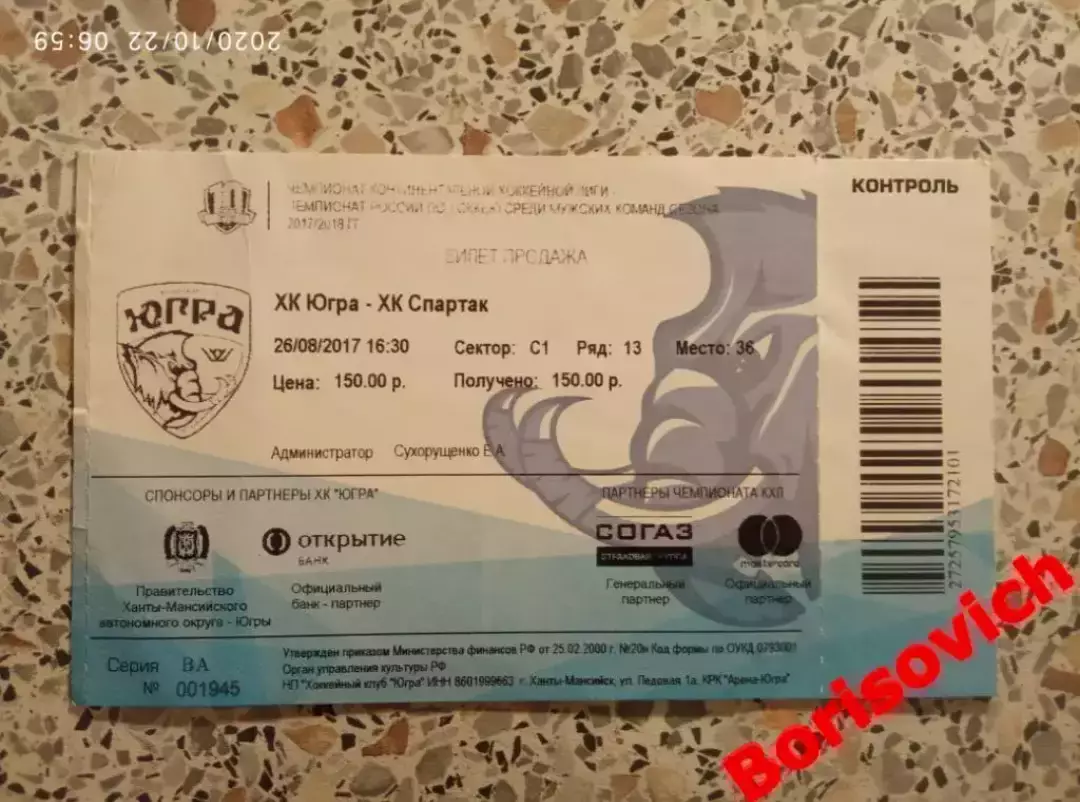 2020/10/22 06:59
ЧЕМПИОНАТ КОНТИНЕНТАЛЬНОЙ ХОККЕЙНОЙ ЛИГИ
ЧЕМПИОНАТ РОССИИ ПО ХОККЕЮ СРЕДИ МУЖСКИХ КОМАНД СЕЗОНА
2017/2018 ГГ
БИЛЕТ ПРОДАЖА
КОНТРОЛЬ
ЮГРА
ХК Югра - ХК Спартак
26/08/2017 16:30 Сектор: C1 Ряд: 13 Место: 36
Цена: 150.00 р. Получено: 150.00 р.
Администратор Сухорущенко Е.А.
СПОНСОРЫ И ПАРТНЕРЫ ХК "ЮГРА"
ПАРТНЕРЫ ЧЕМПИОНАТА КХЛ
Правительство
Ханты-Мансийского
автономного округа - Югры
ОТКРЫТИЕ
БАНК
Официальный
банк - партнер
СОГАЗ
СТРАХОВАЯ ГРУППА
Генеральный
партнер
mastercard
Официальный
партнер
272579531721​01
Серия ВА
№ 001945
Утвержден приказом Министерства финансов РФ от 25.02.2000 г. №20н Код формы по ОУКД 0793001
Орган управления культуры РФ
НП "Хоккейный клуб "Югра" ИНН 8601999663 г. Ханты-Мансийск, ул. Ледовая 1а. КРК "Арена-Югра"
Borisovich